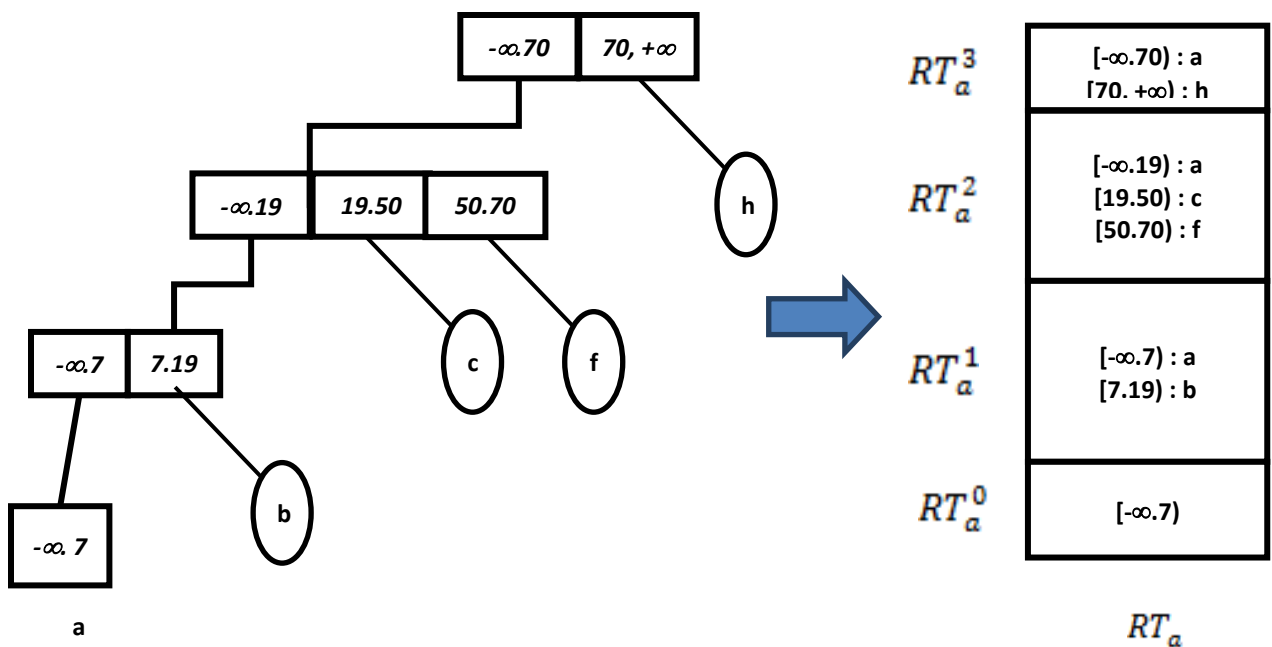 -∞.70 70, +∞
h
-∞.19 19.50 50.70
c f
-∞.7 7.19
b
-∞. 7
a
RT_a^3
[-∞.70) : a
[70, +∞) : h
RT_a^2
[-∞.19) : a
[19.50) : c
[50.70) : f
RT_a^1
[-∞.7) : a
[7.19) : b
RT_a^0
[-∞.7)
RT_a